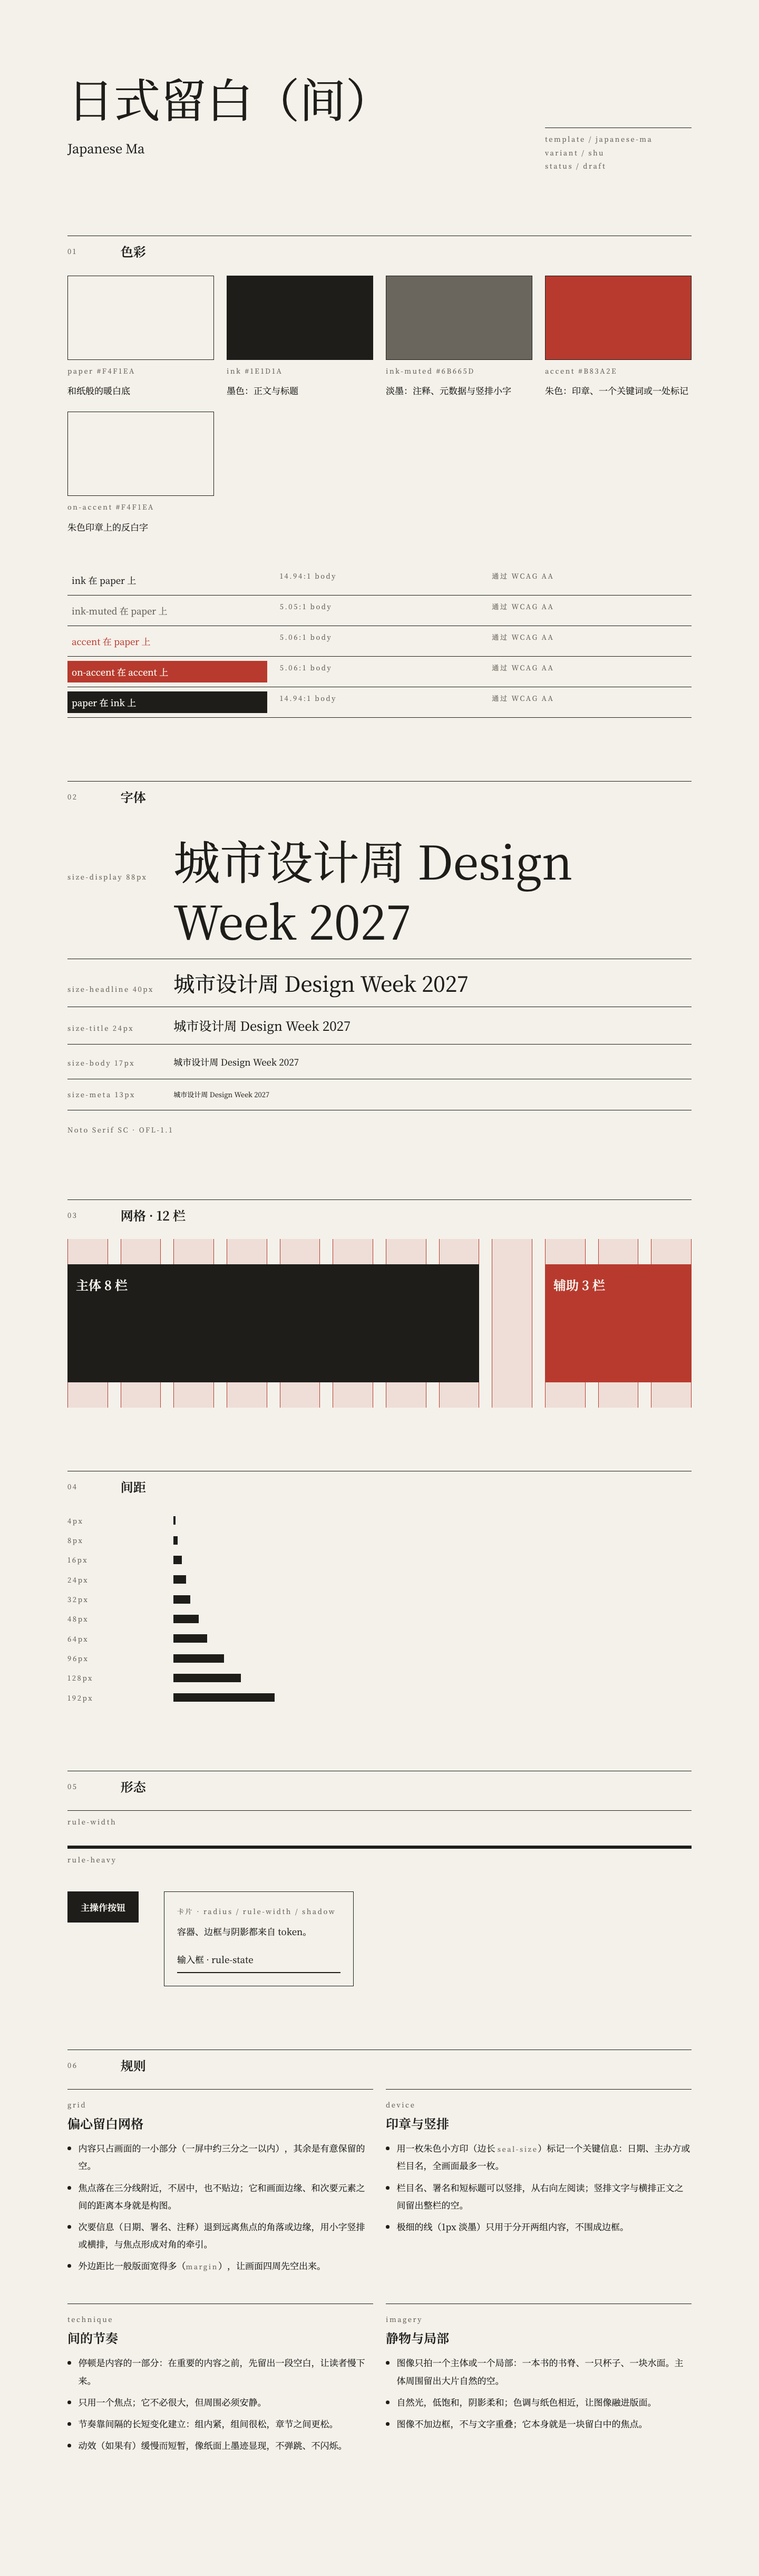 日式留白（间）
Japanese Ma
template / japanese-ma
variant / shu
status / draft
01 色彩
paper #F4F1EA
和纸般的暖白底
ink #1E1D1A
墨色：正文与标题
ink-muted #6B665D
淡墨：注释、元数据与竖排小字
accent #B83A2E
朱色：印章、一个关键词或一处标记
on-accent #F4F1EA
朱色印章上的反白字
ink 在 paper 上 14.94:1 body 通过 WCAG AA
ink-muted 在 paper 上 5.05:1 body 通过 WCAG AA
accent 在 paper 上 5.06:1 body 通过 WCAG AA
on-accent 在 accent 上 5.06:1 body 通过 WCAG AA
paper 在 ink 上 14.94:1 body 通过 WCAG AA
02 字体
size-display 88px 城市设计周 Design
Week 2027
size-headline 40px 城市设计周 Design Week 2027
size-title 24px 城市设计周 Design Week 2027
size-body 17px 城市设计周 Design Week 2027
size-meta 13px 城市设计周 Design Week 2027
Noto Serif SC · OFL-1.1
03 网格 · 12 栏
主体 8 栏
辅助 3 栏
04 间距
4px
8px
16px
24px
32px
48px
64px
96px
128px
192px
05 形态
rule-width
rule-heavy
主操作按钮
卡片 · radius / rule-width / shadow
容器、边框与阴影都来自 token。
输入框 · rule-state
06 规则
grid
偏心留白网格
内容只占画面的一小部分（一屏中约三分之一以内），其余是有意保留的
空。
焦点落在三分线附近，不居中，也不贴边；它和画面边缘、和次要元素之
间的距离本身就是构图。
次要信息（日期、署名、注释）退到远离焦点的角落或边缘，用小字竖排
或横排，与焦点形成对角的牵引。
外边距比一般版面宽得多（margin），让画面四周先空出来。
device
印章与竖排
用一枚朱色小方印（边长 seal-size）标记一个关键信息：日期、主办方或
栏目名，全画面最多一枚。
栏目名、署名和短标题可以竖排，从右向左阅读；竖排文字与横排正文之
间留出整栏的空。
极细的线（1px 淡墨）只用于分开两组内容，不围成边框。
technique
间的节奏
停顿是内容的一部分：在重要的内容之前，先留出一段空白，让读者慢下
来。
只用一个焦点；它不必很大，但周围必须安静。
节奏靠间隔的长短变化建立：组内紧，组间很松，章节之间更松。
动效（如果有）缓慢而短暂，像纸面上墨迹显现，不弹跳、不闪烁。
imagery
静物与局部
图像只拍一个主体或一个局部：一本书的书脊、一只杯子、一块水面。主
体周围留出大片自然的空。
自然光，低饱和，阴影柔和；色调与纸色相近，让图像融进版面。
图像不加边框，不与文字重叠；它本身就是一块留白中的焦点。